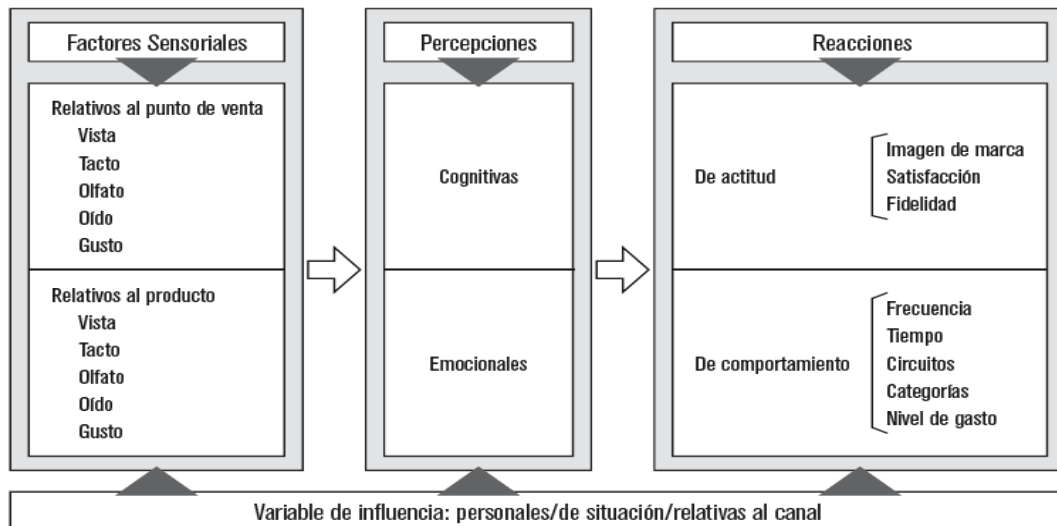 Factores Sensoriales
Relativos al punto de venta
Vista
Tacto
Olfato
Oído
Gusto
Relativos al producto
Vista
Tacto
Olfato
Oído
Gusto
Percepciones
Cognitivas
Emocionales
Reacciones
De actitud
Imagen de marca
Satisfacción
Fidelidad
De comportamiento
Frecuencia
Tiempo
Circuitos
Categorías
Nivel de gasto
Variable de influencia: personales/de situación/relativas al canal